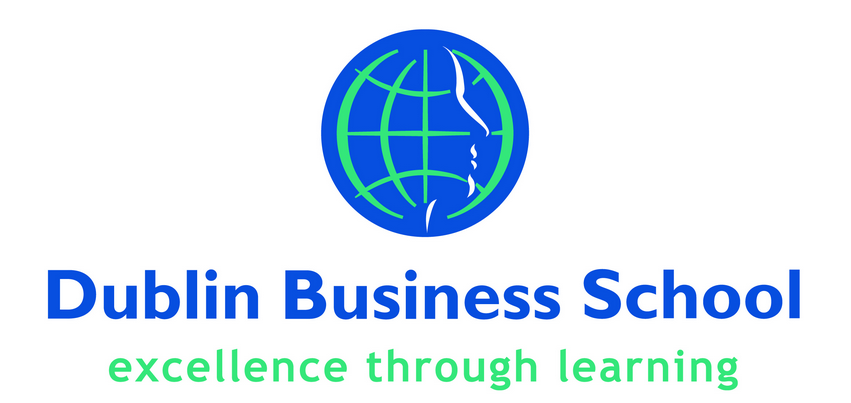 Dublin Business School
excellence through learning